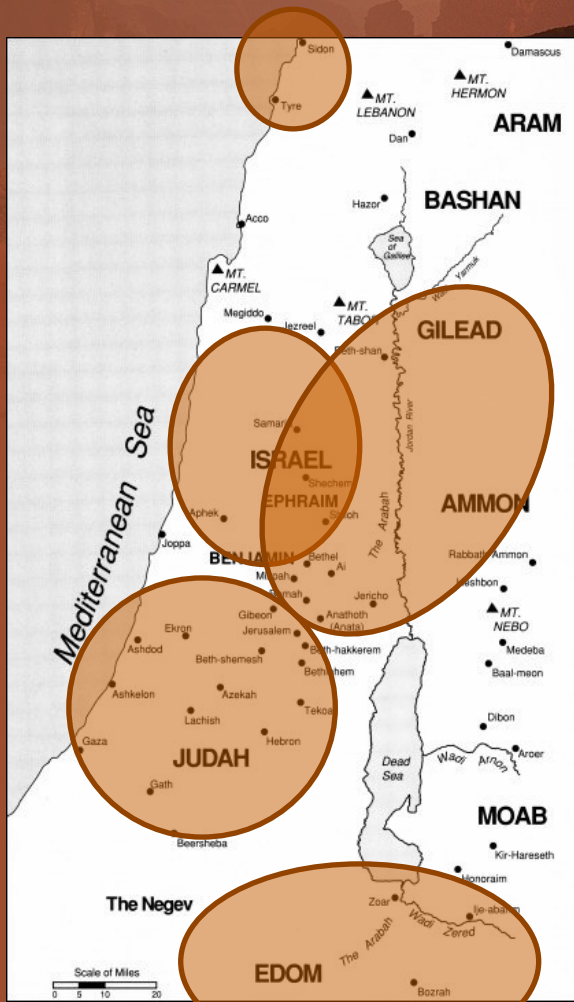 Sidon
Damascus
MT.
HERMON
MT.
LEBANON
Tyre
ARAM
Dan
Hazor
BASHAN
Acco
Sea
of
Galilee
Yarmuk
MT.
CARMEL
MT.
TABOR
Megiddo
Jezreel
GILEAD
Beth-shan
Jordan River
Samaria
ISRAEL
Shechem
EPHRAIM
Mediterranean Sea
Aphek
Shiloh
The Arabah
AMMON
Joppa
BENJAMIN
Bethel
Rabbath-Ammon
Mizpah
Ai
Heshbon
Ramah
Jericho
Gibeon
Anathoth
(Anata)
MT.
NEBO
Ekron
Jerusalem
Ashdod
Beth-hakkerem
Medeba
Beth-shemesh
Bethlehem
Baal-meon
Ashkelon
Azekah
Tekoa
Lachish
Dibon
Gaza
Hebron
JUDAH
Dead
Sea
Wadi Arnon
Aroer
Gath
MOAB
Beersheba
Kir-Hareseth
Honoraim
The Negev
Zoar
Ije-abarim
The Arabah
Wadi Zered
EDOM
Scale of Miles
0 5 10 20
Bozrah